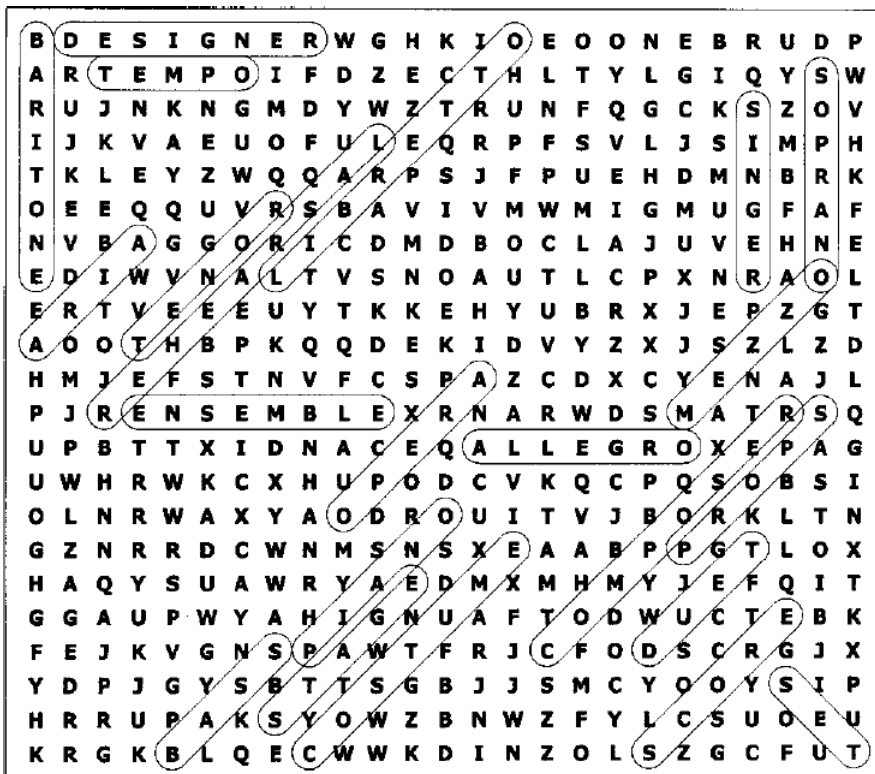 B D E S I G N E R W G H K I O E O O N E B R U D P
A R T E M P O I F D Z E C T H L T Y L G I Q Y S W
R U J N K N G M D Y W Z T R U N F Q G C K S Z O V
I J K V A E U O F U L E Q R P F S V L J S I M P H
T K L E Y Z W Q Q A R P S J F P U E H D M N B R K
O E E Q Q U V R S B A V I V M W M I G M U G F A F
N V B A G G O R I C D M D B O C L A J U V E H N E
E D I W V N A L T V S N O A U T L C P X N R A O L
E R T V E E E U Y T K K E H Y U B R X J E P Z G T
A O O T H B P K Q Q D E K I D V Y Z X J S Z L Z D
H M J E F S T N V F C S P A Z C D X C Y E N A J L
P J R E N S E M B L E X R N A R W D S M A T R S Q
U P B T T X I D N A C E Q A L L E G R O X E P A G
U W H R W K C X H U P O D C V K Q C P Q S O B S I
O L N R W A X Y A O D R O U I T V J B O R K L T N
G Z N R R D C W N M S N S X E A A B P P G T L O X
H A Q Y S U A W R Y A E D M X M H M Y J E F Q I T
G G A U P W Y A H I G N U A F T O D W U C T E B K
F E J K V G N S P A W T F R J C F O D S C R G J X
Y D P J G Y S B T T S G B J J S M C Y O O Y S I P
H R R U P A K S Y O W Z B N W Z F Y L C S U O E U
K R G K B L Q E C W W K D I N Z O L S Z G C F U T